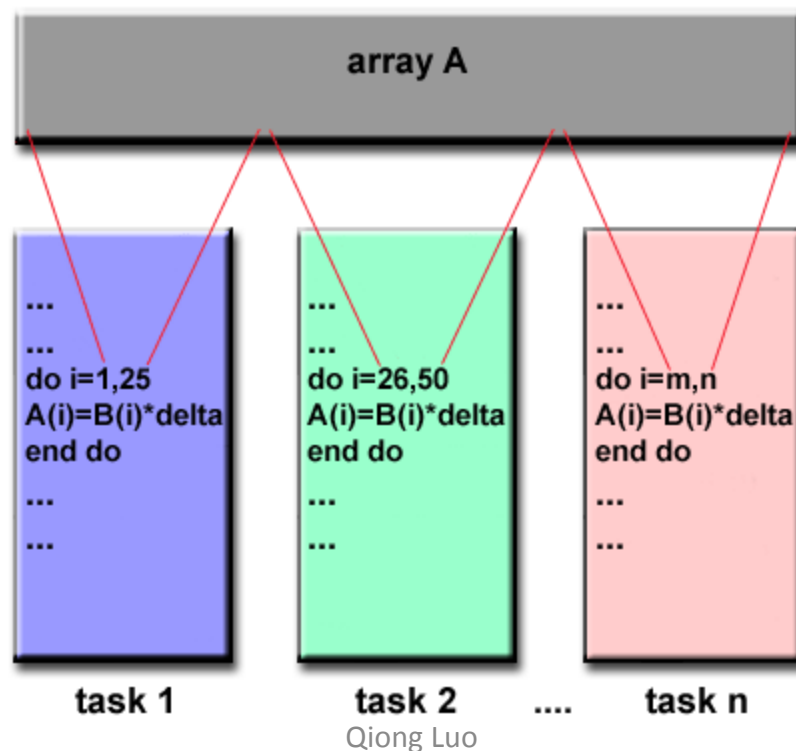 array A
...
...
do i=1,25
A(i)=B(i)*delta
end do
...
...
task 1
...
...
do i=26,50
A(i)=B(i)*delta
end do
...
...
task 2
....
...
...
do i=m,n
A(i)=B(i)*delta
end do
...
...
task n
Qiong Luo